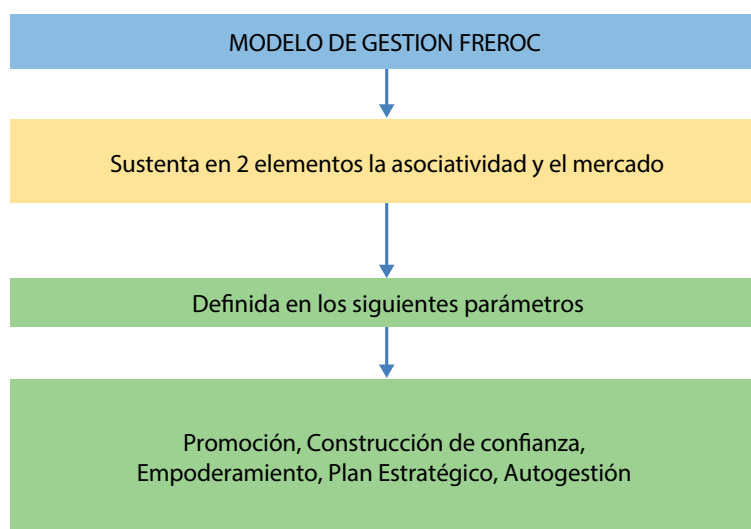 MODELO DE GESTION FREROC
Sustenta en 2 elementos la asociatividad y el mercado
Definida en los siguientes parámetros
Promoción, Construcción de confianza,
Empoderamiento, Plan Estratégico, Autogestión